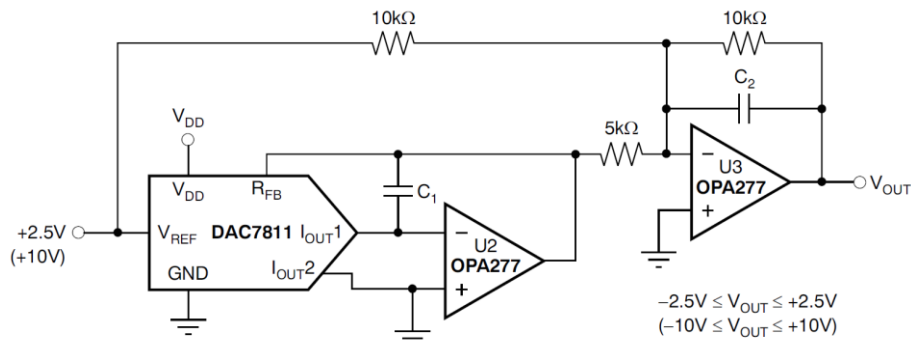 10kΩ
10kΩ
C2
VDD
5kΩ
U3
OPA277
VOUT
VDD
RFB
C1
+2.5V
(+10V)
VREF
DAC7811
IOUT1
U2
OPA277
IOUT2
GND
−
+
−
+
−2.5V ≤ VOUT ≤ +2.5V
(−10V ≤ VOUT ≤ +10V)